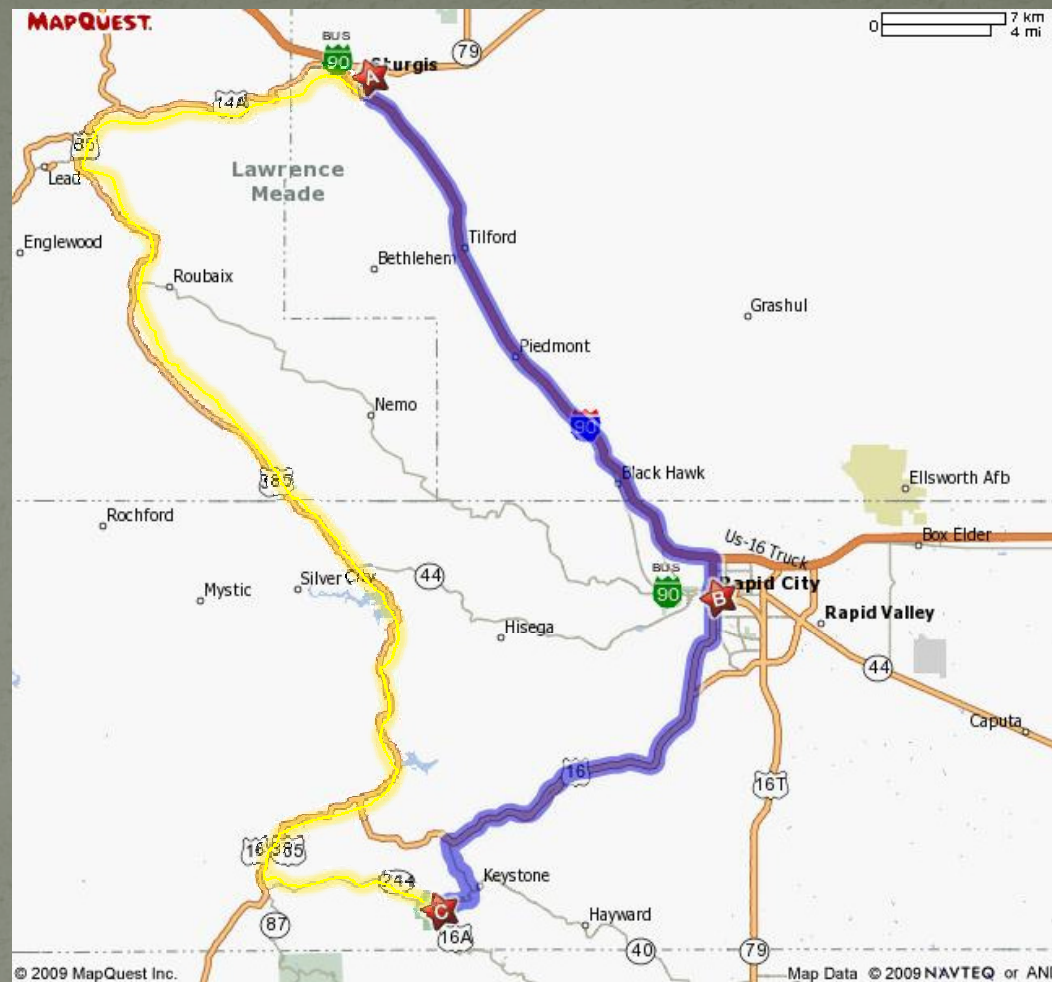 MAPQUEST.
0 7 km
4 mi
BUS
90
79
Sturgis
A
14A
85
Lead
Lawrence
Meade
Englewood
Tilford
Bethlehem
Roubaix
Grashul
Piedmont
Nemo
90
Black Hawk
Ellsworth Afb
385
Rochford
Us-16 Truck
Box Elder
BUS
90
Rapid City
B
Silver City
44
Mystic
Rapid Valley
Hisega
44
Caputa
16
16T
16 385
244
Keystone
C
Hayward
87
16A
40
79
© 2009 MapQuest Inc.
Map Data © 2009 NAVTEQ or AND